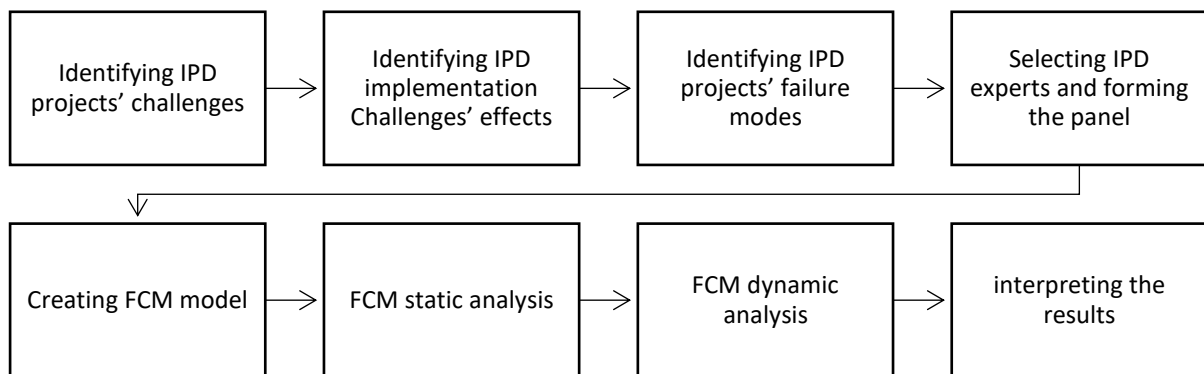 Identifying IPD
projects’ challenges
Identifying IPD
implementation
Challenges’ effects
Identifying IPD
projects’ failure
modes
Selecting IPD
experts and forming
the panel
Creating FCM model
FCM static analysis
FCM dynamic
analysis
interpreting the
results